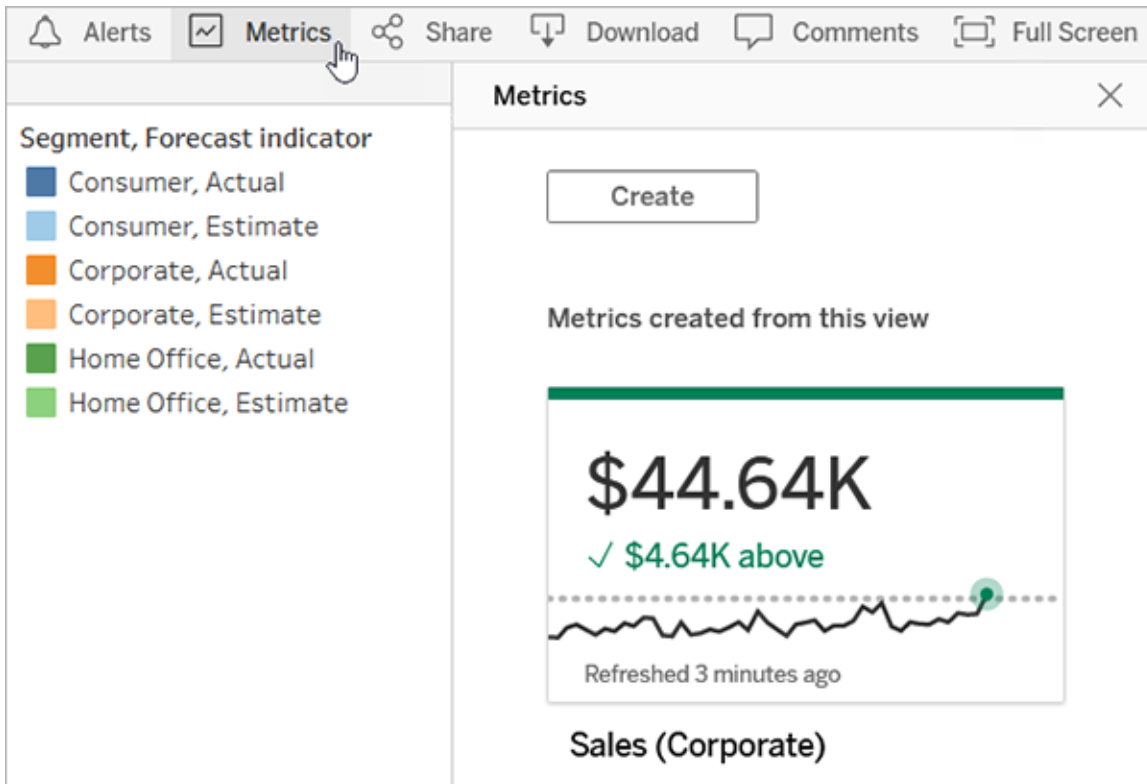 Alerts Metrics Share Download Comments Full Screen
Metrics
Segment, Forecast indicator
Consumer, Actual
Consumer, Estimate
Corporate, Actual
Corporate, Estimate
Home Office, Actual
Home Office, Estimate
Create
Metrics created from this view
$44.64K
✓ $4.64K above
Refreshed 3 minutes ago
Sales (Corporate)